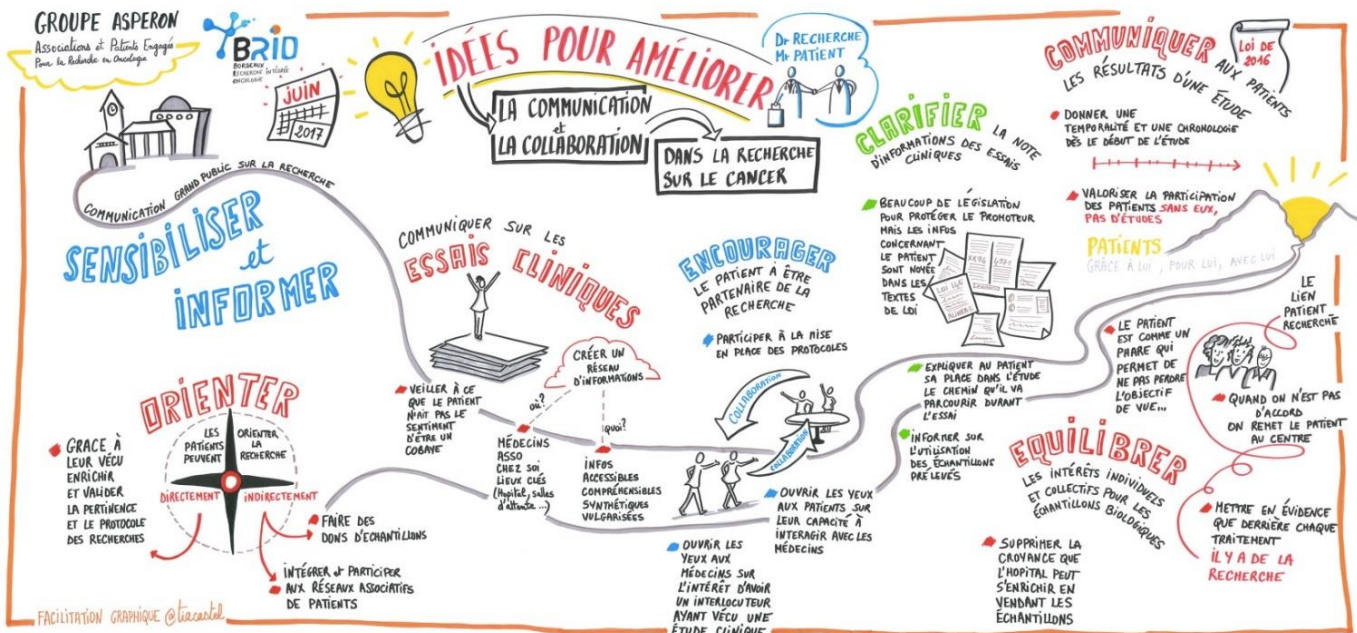 GROUPE ASPERON
Associations et Patients Engagés
Pour la Recherche en Oncologie
BRIO
BORDEAUX
RECHERCHE INTÉGRÉE
ONCOLOGIE
JUIN
2017
IDÉES POUR AMÉLIORER
LA COMMUNICATION
et
LA COLLABORATION
DANS LA RECHERCHE
SUR LE CANCER
Dr RECHERCHE
Mr PATIENT
COMMUNICATION GRAND PUBLIC SUR LA RECHERCHE
SENSIBILISER
et
INFORMER
ORIENTER
LES
PATIENTS
PEUVENT
ORIENTER
LA
RECHERCHE
DIRECTEMENT
INDIRECTEMENT
GRACE À
LEUR VÉCU
ENRICHIR
ET VALIDER
LA PERTINENCE
ET LE PROTOCOLE
DES RECHERCHES
FAIRE DES
DONS D'ECHANTILLONS
INTÉGRER et PARTICIPER
AUX RÉSEAUX ASSOCIATIFS
DE PATIENTS
COMMUNIQUER SUR LES
ESSAIS CLINIQUES
VEILLER À CE
QUE LE PATIENT
N'AIT PAS LE
SENTIMENT
D'ÊTRE UN
COBAYE
CRÉER UN
RÉSEAU
D'INFORMATIONS
où?
quoi?
MÉDECINS
ASSO
CHEZ SOI
LIEUX CLÉS
(Hopital, salles
d'attente...)
INFOS
ACCESSIBLES
COMPRÉHENSIBLES
SYNTHÉTIQUES
VULGARISÉES
ENCOURAGER
LE PATIENT À ÊTRE
PARTENAIRE DE LA
RECHERCHE
PARTICIPER À LA MISE
EN PLACE DES PROTOCOLES
COLLABORATION
COLLABORATION
OUVRIR LES
YEUX AUX
MÉDECINS SUR
L'INTÉRÊT D'AVOIR
UN INTERLOCUTEUR
AYANT VÉCU UNE
ÉTUDE CLINIQUE
OUVRIR LES YEUX
AUX PATIENTS SUR
LEUR CAPACITÉ À
INTERAGIR AVEC LES
MÉDECINS
CLARIFIER LA NOTE
D'INFORMATIONS DES ESSAIS
CLINIQUES
BEAUCOUP DE LÉGISLATION
POUR PROTÉGER LE PROMOTEUR
MAIS LES INFOS
CONCERNANT
LE PATIENT
SONT NOYÉE
DANS LES
TEXTES
DE LOI
EXPLIQUER AU PATIENT
SA PLACE DANS L'ÉTUDE
LE CHEMIN QU'IL VA
PARCOURIR DURANT
L'ESSAI
INFORMER SUR
L'UTILISATION
DES ÉCHANTILLONS
PRÉLEVÉS
COMMUNIQUER
LES RÉSULTATS D'UNE ÉTUDE
AUX PATIENTS
LOI DE
2016
DONNER UNE
TEMPORALITÉ ET UNE CHRONOLOGIE
DÈS LE DÉBUT DE L'ÉTUDE
VALORISER LA PARTICIPATION
DES PATIENTS SANS EUX,
PAS D'ÉTUDES
PATIENTS
GRÂCE À LUI, POUR LUI, AVEC LUI
LE PATIENT
EST COMME UN
PHARE QUI
PERMET DE
NE PAS PERDRE
L'OBJECTIF
DE VUE...
LE
LIEN
PATIENT
RECHERCHE
QUAND ON N'EST PAS
D'ACCORD
ON REMET LE PATIENT
AU CENTRE
METTRE EN ÉVIDENCE
QUE DERRIÈRE CHAQUE
TRAITEMENT
IL Y A DE LA
RECHERCHE
EQUILIBRER
LES INTÉRÊTS INDIVIDUELS
ET COLLECTIFS POUR LES
ÉCHANTILLONS BIOLOGIQUES
SUPPRIMER LA
CROYANCE QUE
L'HOPITAL PEUT
S'ENRICHIR EN
VENDANT LES
ÉCHANTILLONS
FACILITATION GRAPHIQUE @tiacastel